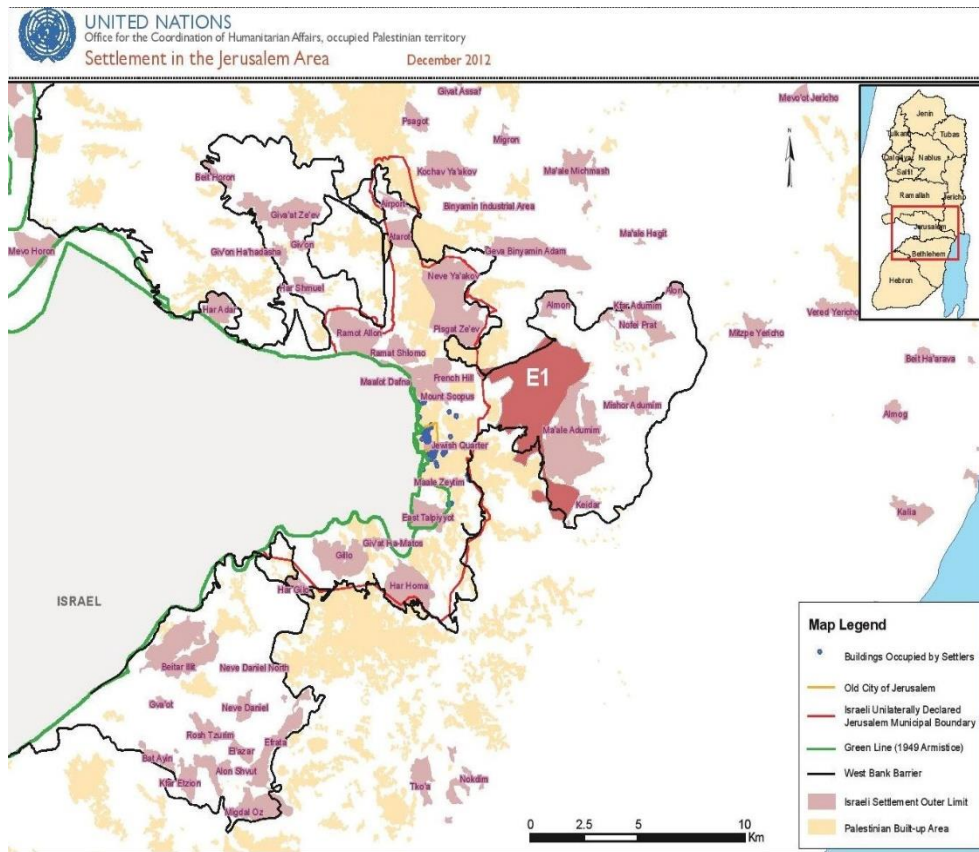 UNITED NATIONS
Office for the Coordination of Humanitarian Affairs, occupied Palestinian territory
Settlement in the Jerusalem Area December 2012
Givat Assaf
Mevo'ot Jericho
Psagot
Migron
Kochav Ya'akov
Ma'ale Michmash
Beit Horon
Binyamin Industrial Area
Airport
Giva'at Ze'ev
Narot
Ma'ale Hagit
Mevo Horon
Giv'on Ha'hadasha
Giv'on
Geva Binyamin Adam
Neve Ya'akov
Har Shmuel
Har Adar
Almon
Kfar Adumim
Alon
Nofei Prat
Vered Yericho
Ramot Allon
Pisgat Ze'ev
Mitzpe Yericho
Ramat Shlomo
Beit Ha'arava
E1
Maalot Dafna
French Hill
Mount Scopus
Mishor Adumim
Almog
Ma'ale Adumim
Jewish Quarter
Maale Zeytim
Keidar
Kalia
East Talpiyyot
Giv'at Ha-Matos
Gillo
Har Gilo
Har Homa
ISRAEL
Beitar Illit
Neve Daniel North
Gva'ot
Neve Daniel
Rosh Tzurim
Efrata
El'azar
Bat Ayin
Alon Shvut
Kfar Etzion
Tko'a
Nokdim
Migdal Oz
N
Jenin
Tubas
Nablus
Salfit
Ramallah
Jericho
Jerusalem
Bethlehem
Hebron
Map Legend
Buildings Occupied by Settlers
Old City of Jerusalem
Israeli Unilaterally Declared
Jerusalem Municipal Boundary
Green Line (1949 Armistice)
West Bank Barrier
Israeli Settlement Outer Limit
Palestinian Built-up Area
0 2.5 5 10
Km